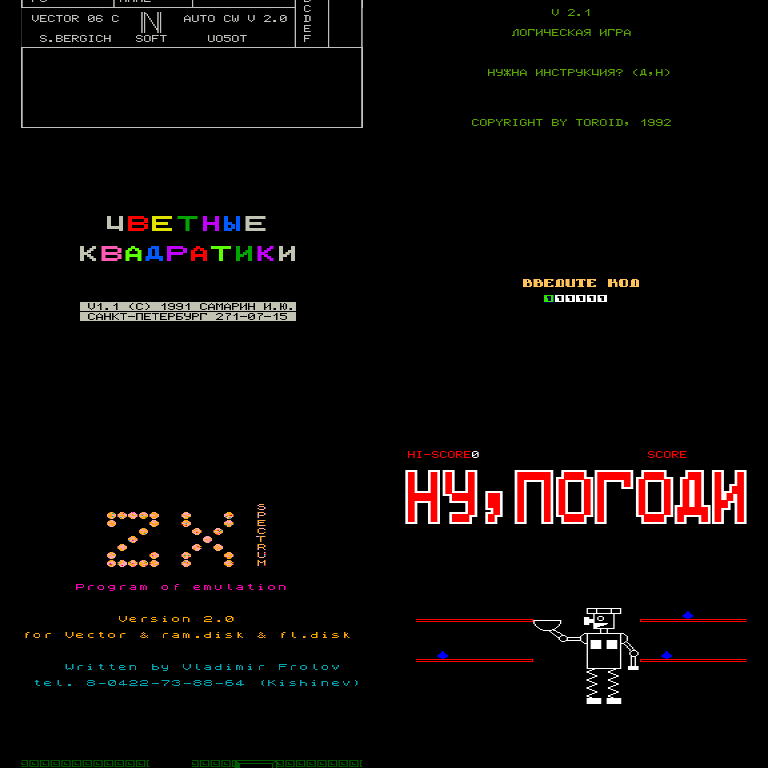 VECTOR 06 C
AUTO CW V 2.0
S.BERGICH
N
SOFT
UO5OT
C
D
E
F
V 2.1
ЛОГИЧЕСКАЯ ИГРА
НУЖНА ИНСТРУКЦИЯ? (Д,Н)
COPYRIGHT BY TOROID, 1992
ЦВЕТНЫЕ
КВАДРАТИКИ
V1.1 (C) 1991 САМАРИН И.Ю.
САНКТ-ПЕТЕРБУРГ 271-07-15
ВВЕДИТЕ КОД
ZX
SPECTRUM
Program of emulation
Version 2.0
for Vector & ram.disk & fl.disk
Written by Vladimir Frolov
tel. 8-0422-73-88-64 (Kishinev)
HI-SCORE0
SCORE
НУ,ПОГОДИ